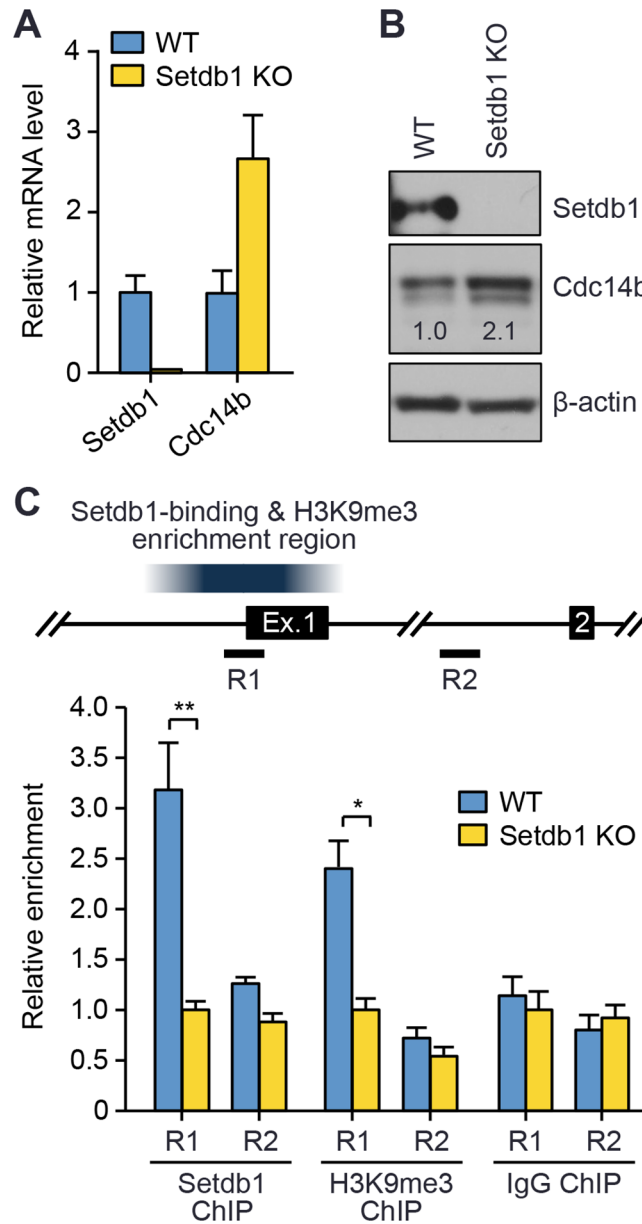 A
WT
Setdb1 KO
Relative mRNA level
4
3
2
1
0
Setdb1
Cdc14b
B
WT
Setdb1 KO
Setdb1
Cdc14b
1.0 2.1
β-actin
C
Setdb1-binding & H3K9me3
enrichment region
Ex.1
2
R1
R2
Relative enrichment
4.0
3.5
3.0
2.5
2.0
1.5
1.0
0.5
0
**
*
WT
Setdb1 KO
R1 R2 R1 R2 R1 R2
Setdb1
ChIP
H3K9me3
ChIP
IgG ChIP